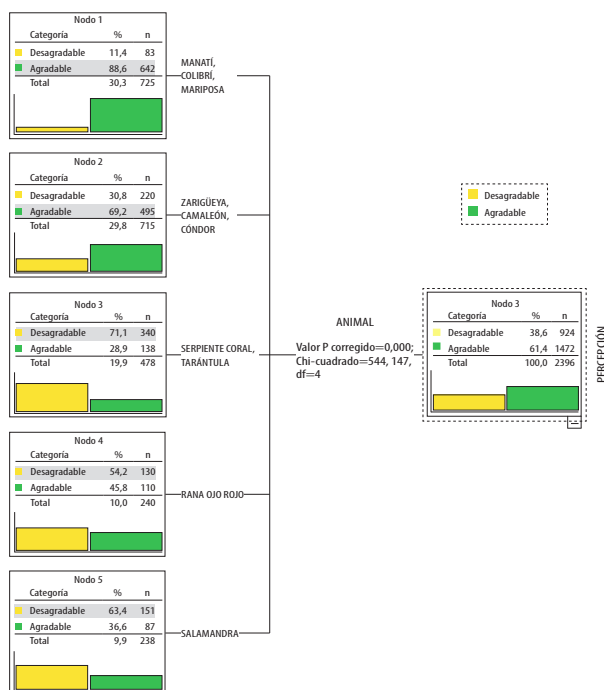 Nodo 1
Categoría % n
Desagradable 11,4 83
Agradable 88,6 642
Total 30,3 725
MANATÍ,
COLIBRÍ,
MARIPOSA
Nodo 2
Categoría % n
Desagradable 30,8 220
Agradable 69,2 495
Total 29,8 715
ZARIGÜEYA,
CAMALEÓN,
CÓNDOR
Nodo 3
Categoría % n
Desagradable 71,1 340
Agradable 28,9 138
Total 19,9 478
SERPIENTE CORAL,
TARÁNTULA
Nodo 4
Categoría % n
Desagradable 54,2 130
Agradable 45,8 110
Total 10,0 240
RANA OJO ROJO
Nodo 5
Categoría % n
Desagradable 63,4 151
Agradable 36,6 87
Total 9,9 238
SALAMANDRA
ANIMAL
Valor P corregido=0,000;
Chi-cuadrado=544, 147,
df=4
Desagradable
Agradable
Nodo 3
Categoría % n
Desagradable 38,6 924
Agradable 61,4 1472
Total 100,0 2396
PERCEPCIÓN